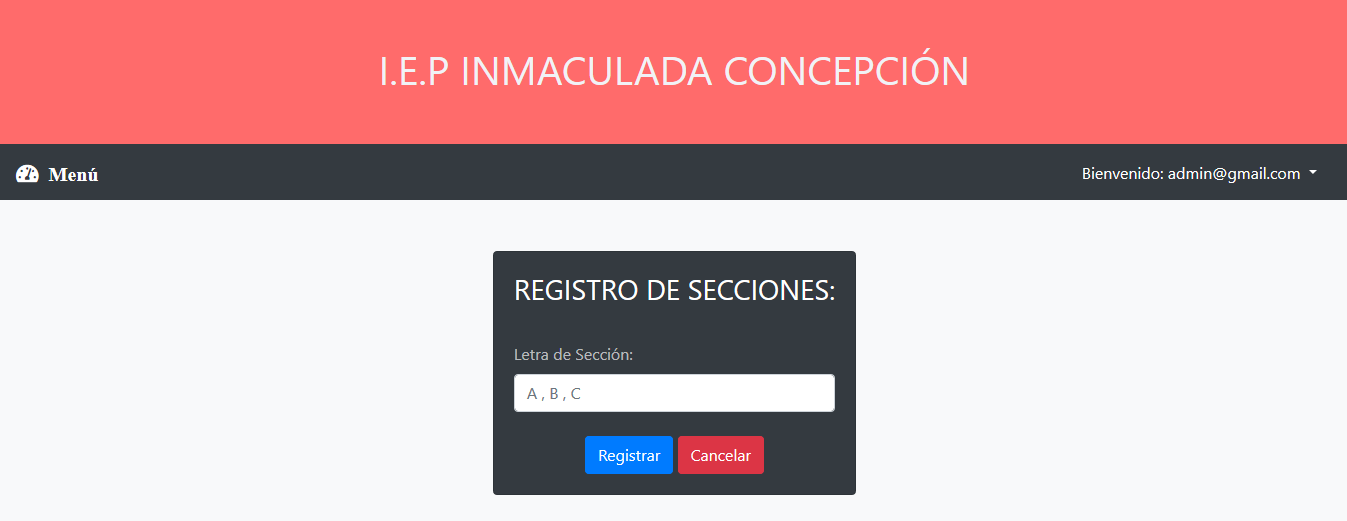 I.E.P INMACULADA CONCEPCIÓN
Menú
Bienvenido: admin@gmail.com
REGISTRO DE SECCIONES:
Letra de Sección:
A , B , C
Registrar
Cancelar